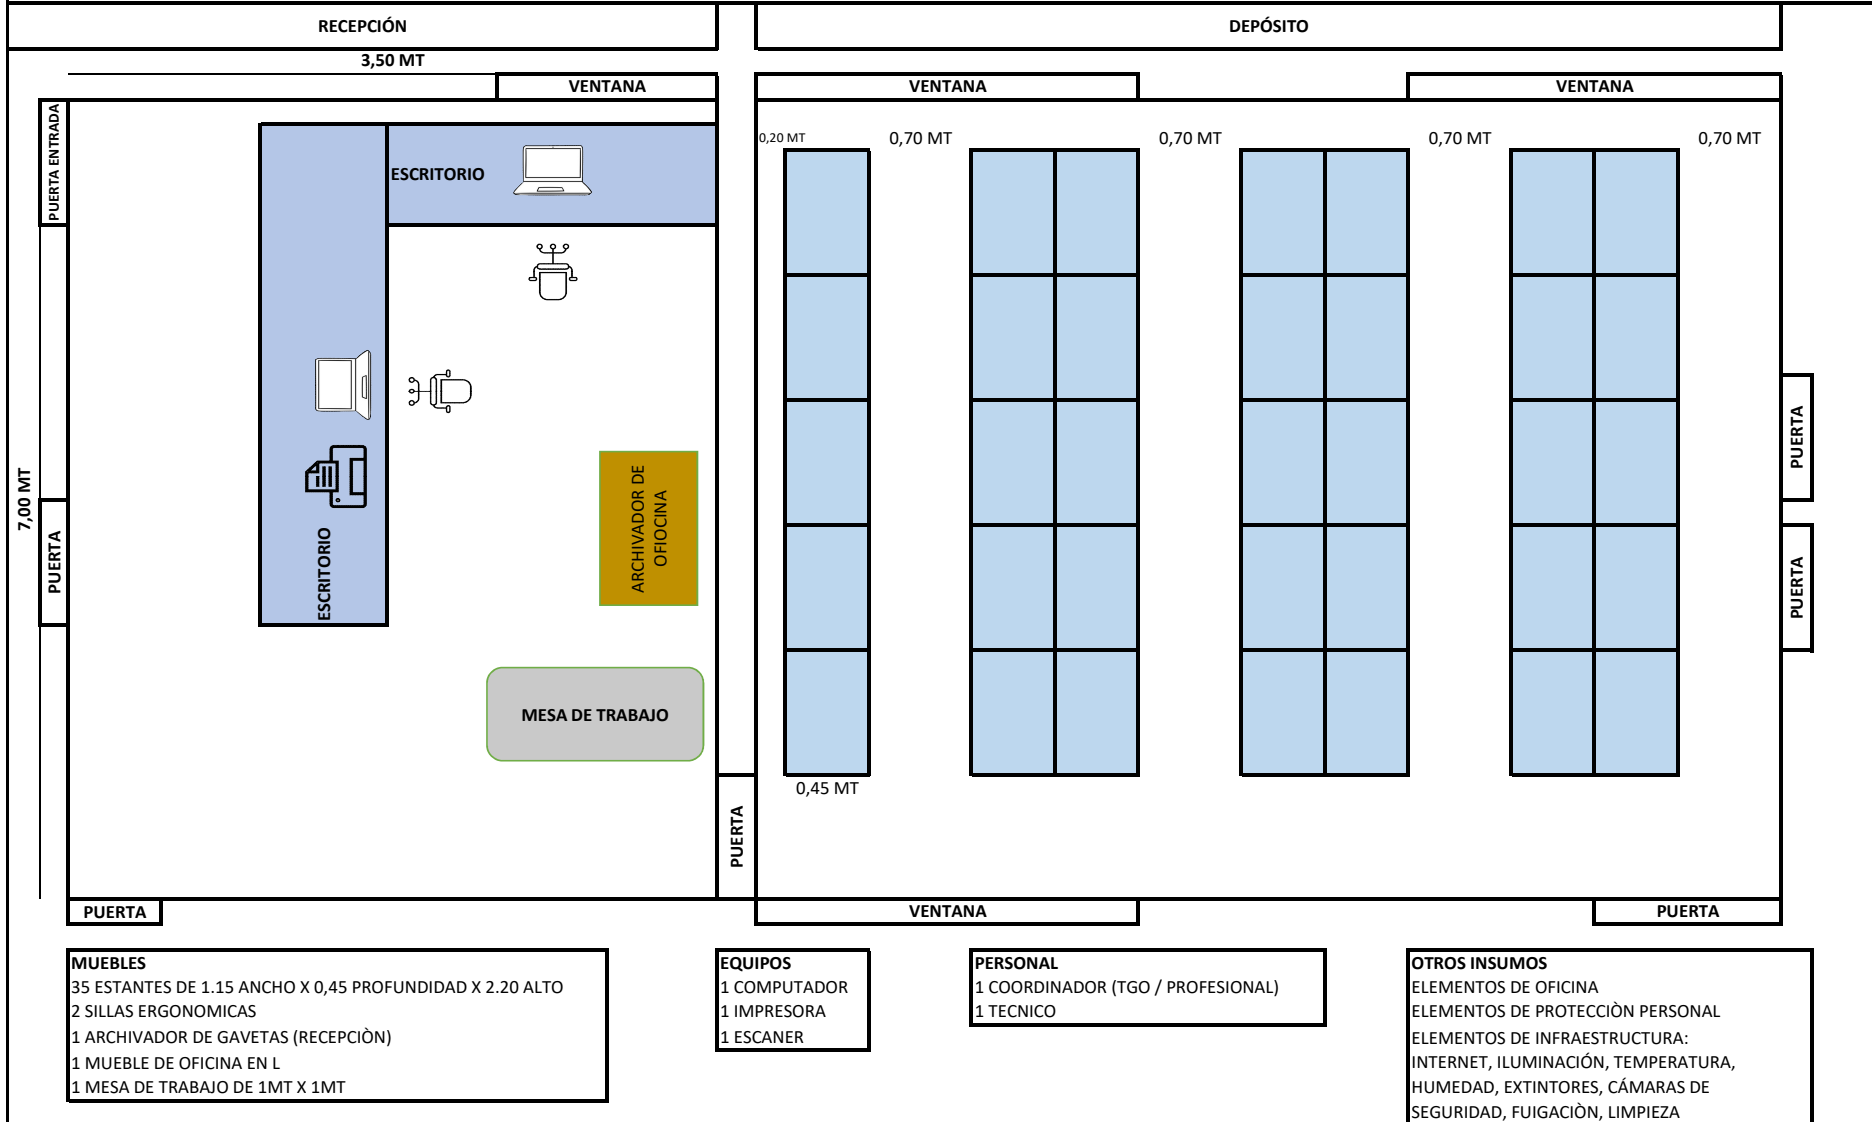 RECEPCIÓN
DEPÓSITO
3,50 MT
VENTANA
VENTANA
VENTANA
PUERTA ENTRADA
ESCRITORIO
0,20 MT
0,70 MT
0,70 MT
0,70 MT
0,70 MT
7,00 MT
PUERTA
ESCRITORIO
ARCHIVADOR DE
OFIOCINA
MESA DE TRABAJO
PUERTA
PUERTA
0,45 MT
PUERTA
PUERTA
VENTANA
PUERTA
MUEBLES
35 ESTANTES DE 1.15 ANCHO X 0,45 PROFUNDIDAD X 2.20 ALTO
2 SILLAS ERGONOMICAS
1 ARCHIVADOR DE GAVETAS (RECEPCIÒN)
1 MUEBLE DE OFICINA EN L
1 MESA DE TRABAJO DE 1MT X 1MT
EQUIPOS
1 COMPUTADOR
1 IMPRESORA
1 ESCANER
PERSONAL
1 COORDINADOR (TGO / PROFESIONAL)
1 TECNICO
OTROS INSUMOS
ELEMENTOS DE OFICINA
ELEMENTOS DE PROTECCIÒN PERSONAL
ELEMENTOS DE INFRAESTRUCTURA:
INTERNET, ILUMINACIÓN, TEMPERATURA,
HUMEDAD, EXTINTORES, CÁMARAS DE
SEGURIDAD, FUIGACIÒN, LIMPIEZA